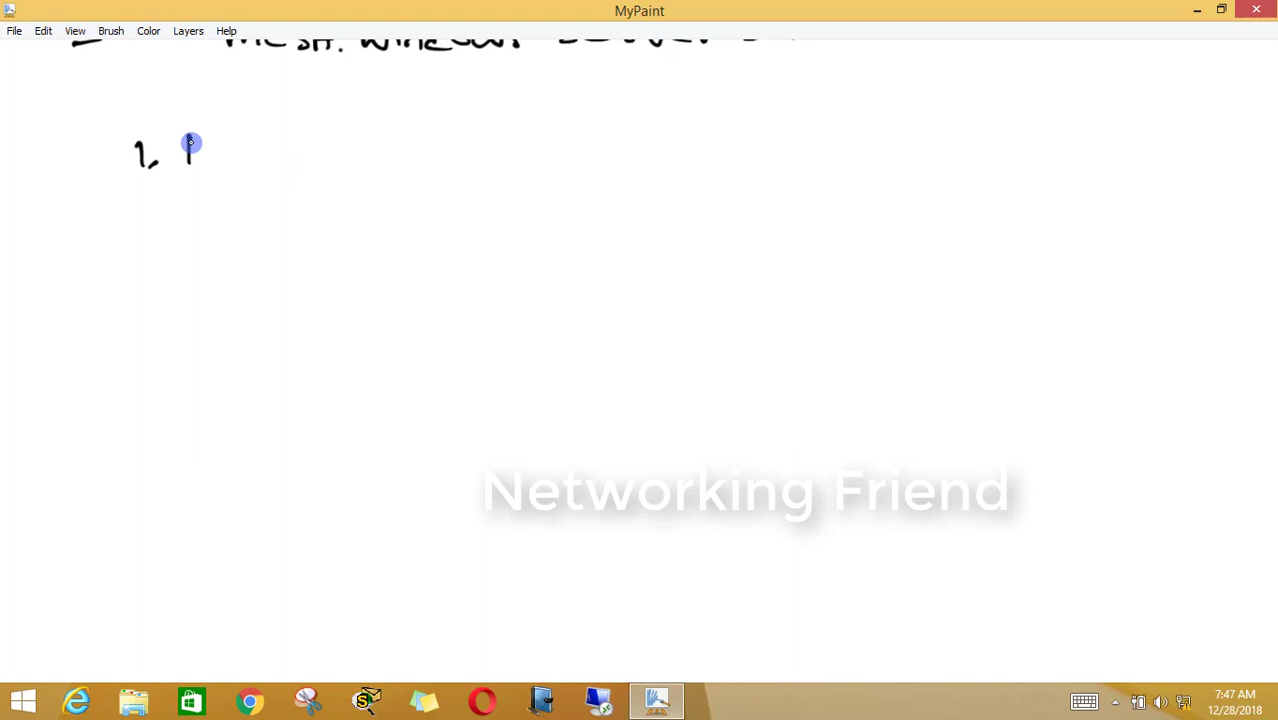 MyPaint
File Edit View Brush Color Layers Help
1.
Networking Friend
7:47 AM
12/28/2018